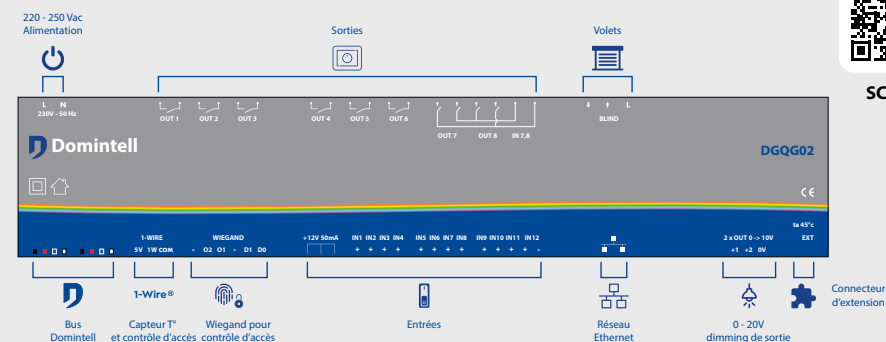 220 - 250 Vac
Alimentation
Sorties
Volets
SC
L N
230V - 50 Hz
OUT 1 OUT 2 OUT 3 OUT 4 OUT 5 OUT 6
OUT 7 OUT 8 IN 7,8
L
BLIND
Domintell
DGQG02
CE
ta 45°c
1-WIRE
5V 1W COM
WIEGAND
- O2 O1 - D1 D0
+12V 50mA IN1 IN2 IN3 IN4 IN5 IN6 IN7 IN8 IN9 IN10 IN11 IN12
+ + + + + + + + + + + -
2 x OUT 0 -> 10V
+1 +2 0V
EXT
1-Wire®
Bus
Domintell
Capteur T°
et contrôle d'accès
Wiegand pour
contrôle d'accès
Entrées
Réseau
Ethernet
0 - 20V
dimming de sortie
Connecteur
d'extension